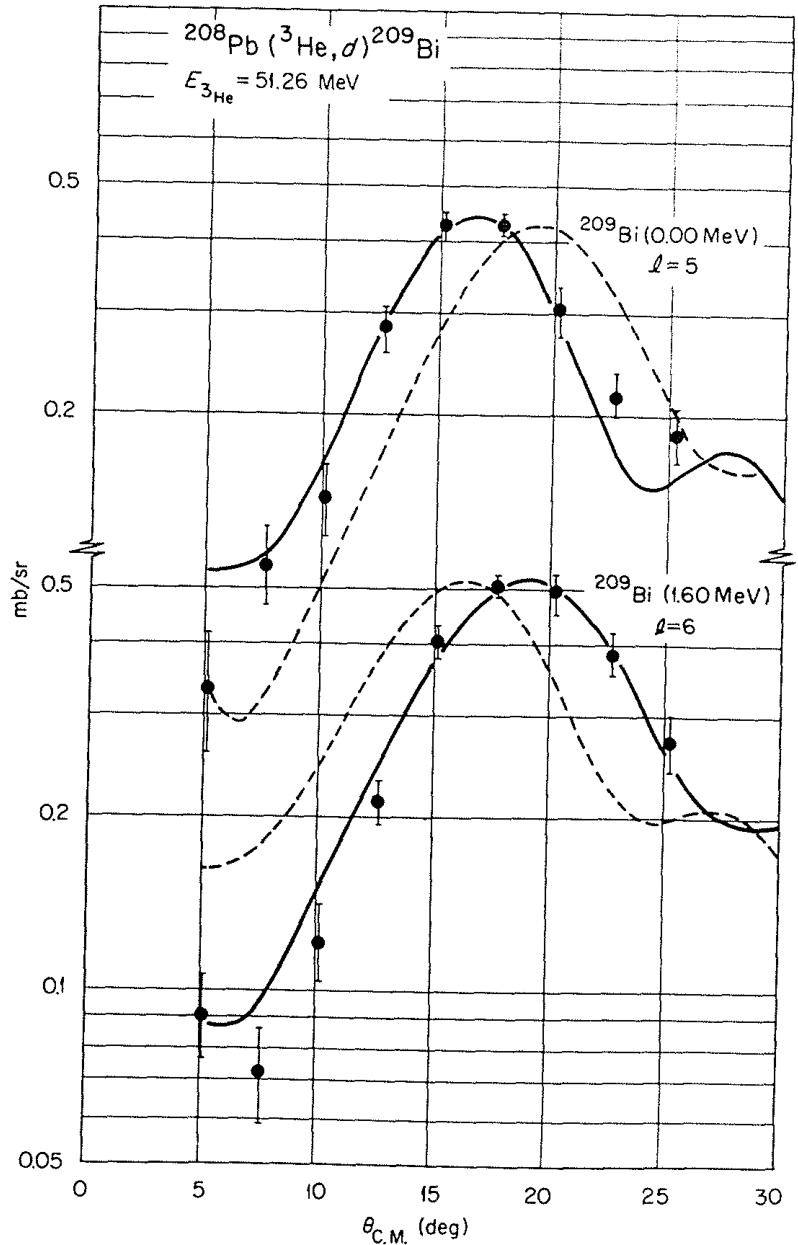 ²⁰⁸Pb (³He, d) ²⁰⁹Bi
E₃He = 51.26 MeV
0.5
²⁰⁹Bi (0.00 MeV)
ℓ = 5
0.2
mb/sr
0.5
²⁰⁹Bi (1.60 MeV)
ℓ = 6
0.2
0.1
0.05
0 5 10 15 20 25 30
θC.M. (deg)